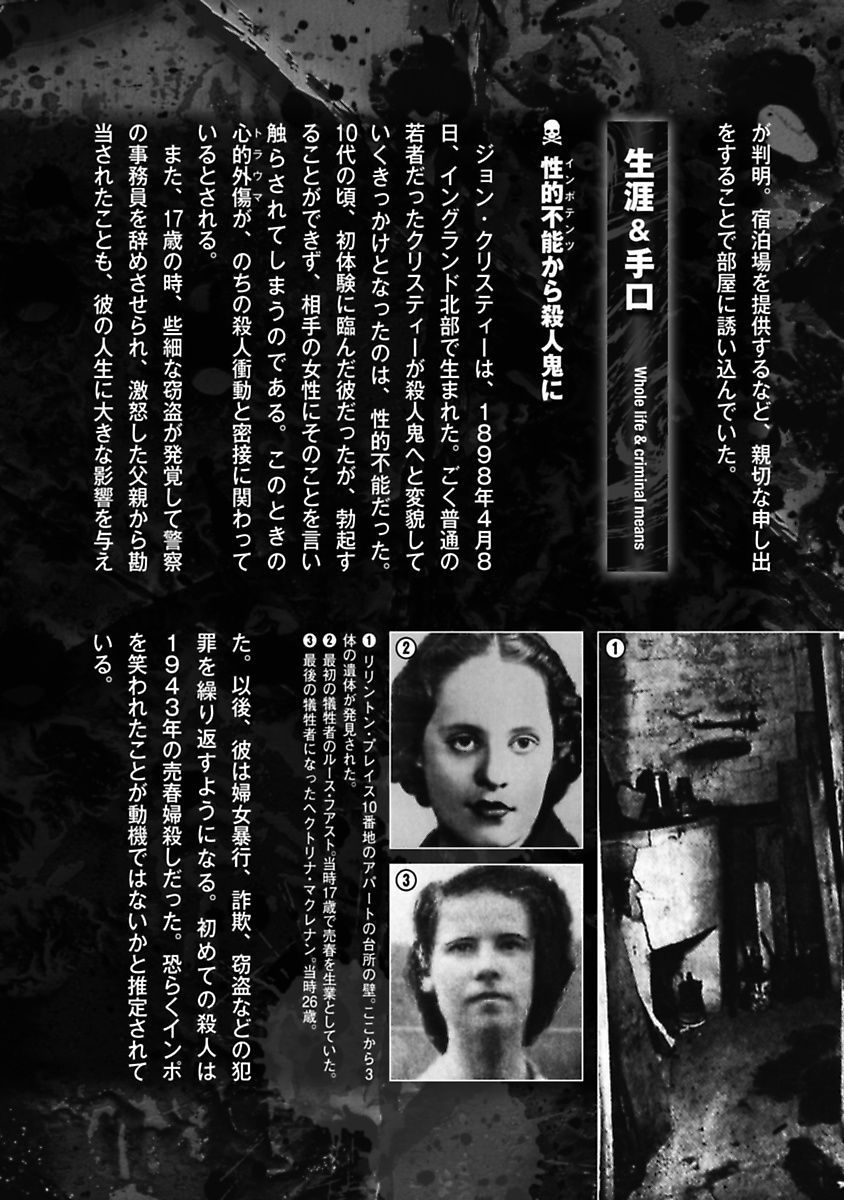 が判明。宿泊場を提供するなど、親切な申し出
をすることで部屋に誘い込んでいた。
生涯＆手口
Whole life & criminal means
性的不能から殺人鬼に
インポテンツ
ジョン・クリスティーは、1898年4月8
日、イングランド北部で生まれた。ごく普通の
若者だったクリスティーが殺人鬼へと変貌して
いくきっかけとなったのは、性的不能だった。
10代の頃、初体験に臨んだ彼だったが、勃起す
ることができず、相手の女性にそのことを言い
触らされてしまうのである。このときの
心的外傷が、のちの殺人衝動と密接に関わって
トラウマ
いるとされる。
また、17歳の時、些細な窃盗が発覚して警察
の事務員を辞めさせられ、激怒した父親から勘
当されたことも、彼の人生に大きな影響を与え
①
②
③
❶リリントン・プレイス10番地のアパートの台所の壁。ここから3
体の遺体が発見された。
❷最初の犠牲者のルース・フアスト。当時17歳で売春を生業としていた。
❸最後の犠牲者になったヘクトリナ・マクレナン。当時26歳。
た。以後、彼は婦女暴行、詐欺、窃盗などの犯
罪を繰り返すようになる。初めての殺人は
1943年の売春婦殺しだった。恐らくインポ
を笑われたことが動機ではないかと推定されて
いる。